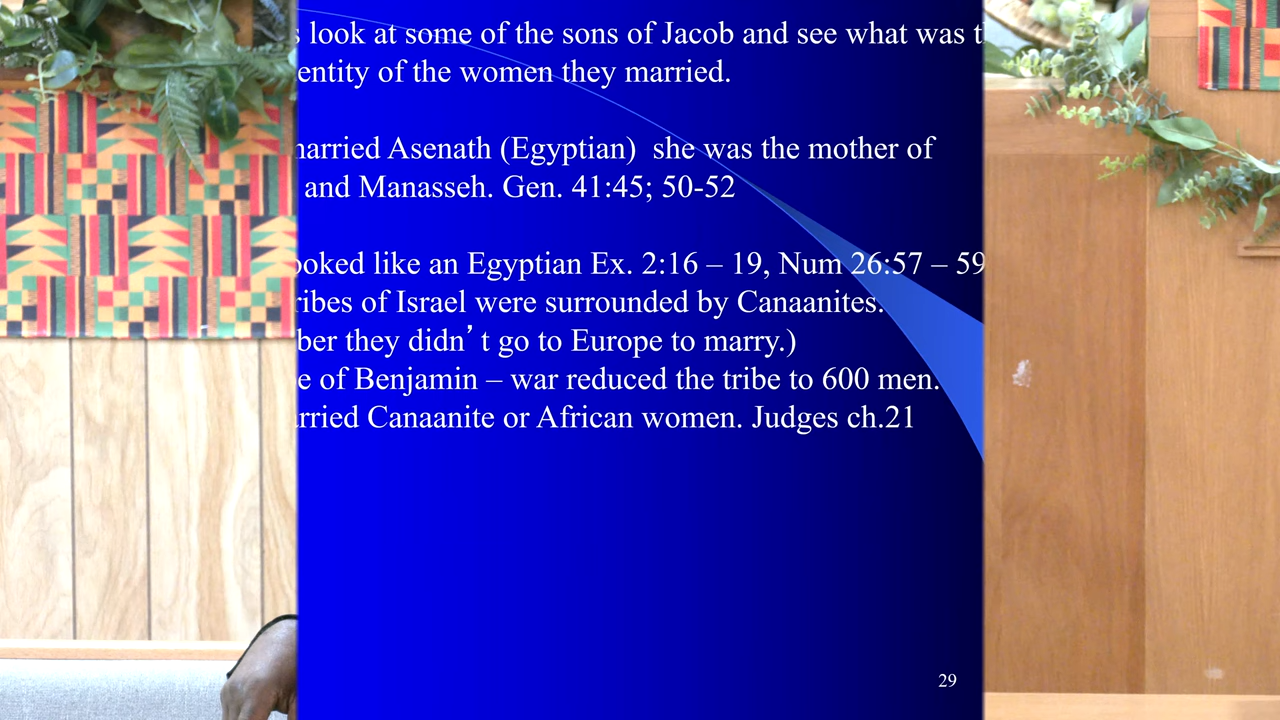 look at some of the sons of Jacob and see what was
entity of the women they married.
married Asenath (Egyptian) she was the mother of
and Manasseh. Gen. 41:45; 50-52
ooked like an Egyptian Ex. 2:16 – 19, Num 26:57 – 59
ribes of Israel were surrounded by Canaanites.
ber they didn’t go to Europe to marry.)
e of Benjamin – war reduced the tribe to 600 men.
rried Canaanite or African women. Judges ch.21
29